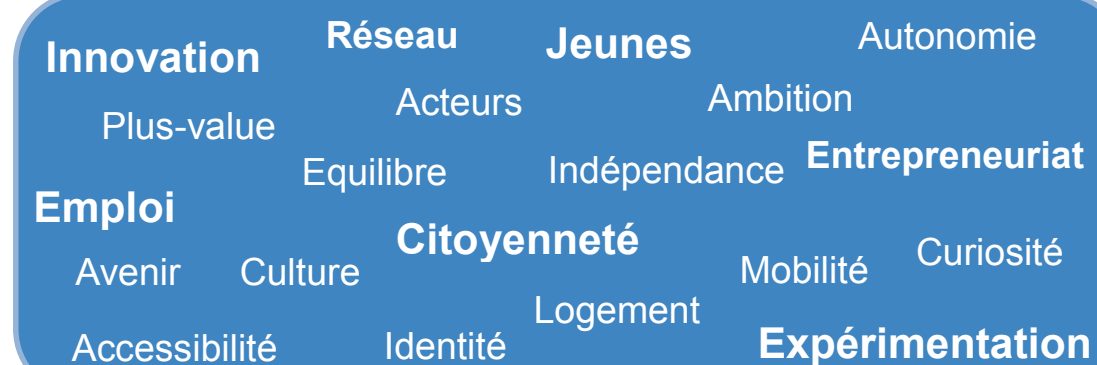 Innovation
Réseau
Jeunes
Autonomie
Plus-value
Acteurs
Ambition
Equilibre
Indépendance
Entrepreneuriat
Emploi
Citoyenneté
Avenir
Culture
Mobilité
Curiosité
Logement
Accessibilité
Identité
Expérimentation